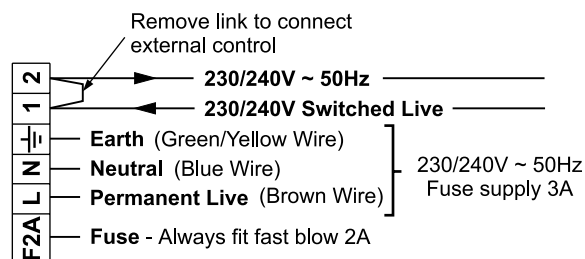 Remove link to connect
external control
2 230/240V ~ 50Hz
1 230/240V Switched Live
Earth (Green/Yellow Wire)
N Neutral (Blue Wire)
L Permanent Live (Brown Wire)
230/240V ~ 50Hz
Fuse supply 3A
F2A Fuse - Always fit fast blow 2A